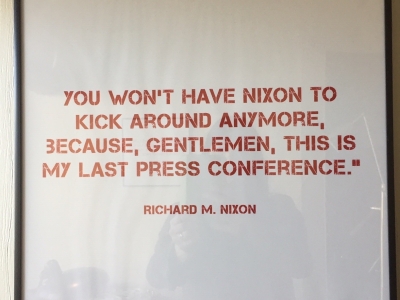 YOU WON'T HAVE NIXON TO
KICK AROUND ANYMORE,
BECAUSE, GENTLEMEN, THIS IS
MY LAST PRESS CONFERENCE."
RICHARD M. NIXON